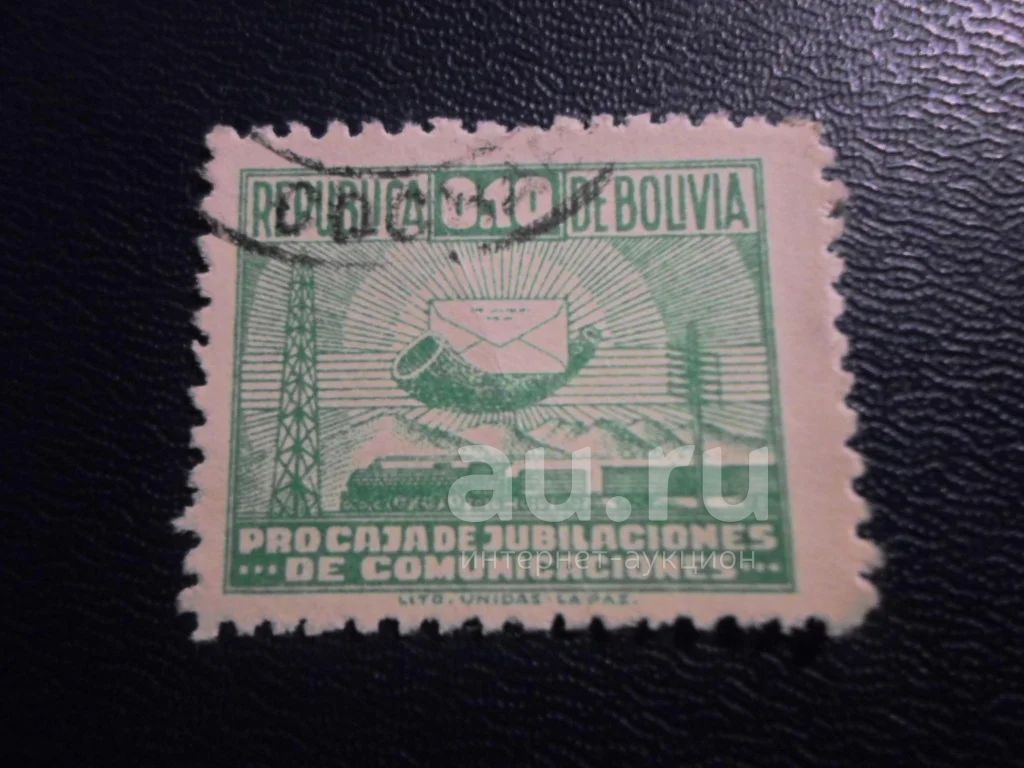 REPUBLICA 0.10 DE BOLIVIA
au.ru
PRO CAJA DE JUBILACIONES
интернет-аукцион
... DE COMUNICACIONES ...
LITO. UNIDAS - LA PAZ.